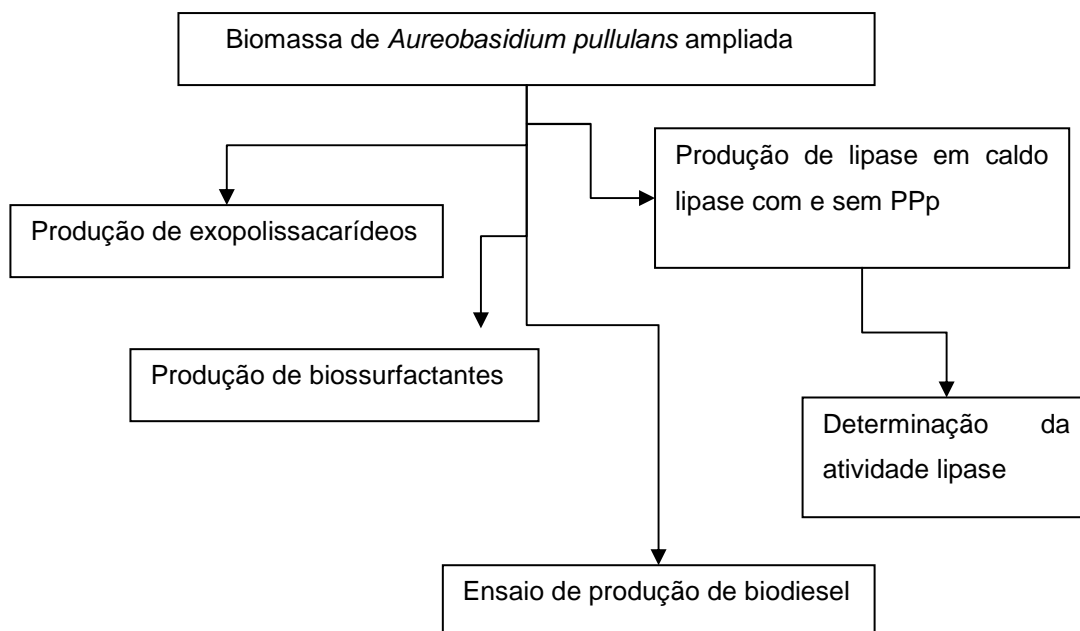 Biomassa de Aureobasidium pullulans ampliada
Produção de lipase em caldo
lipase com e sem PPp
Produção de exopolissacarídeos
Produção de biossurfactantes
Determinação da
atividade lipase
Ensaio de produção de biodiesel